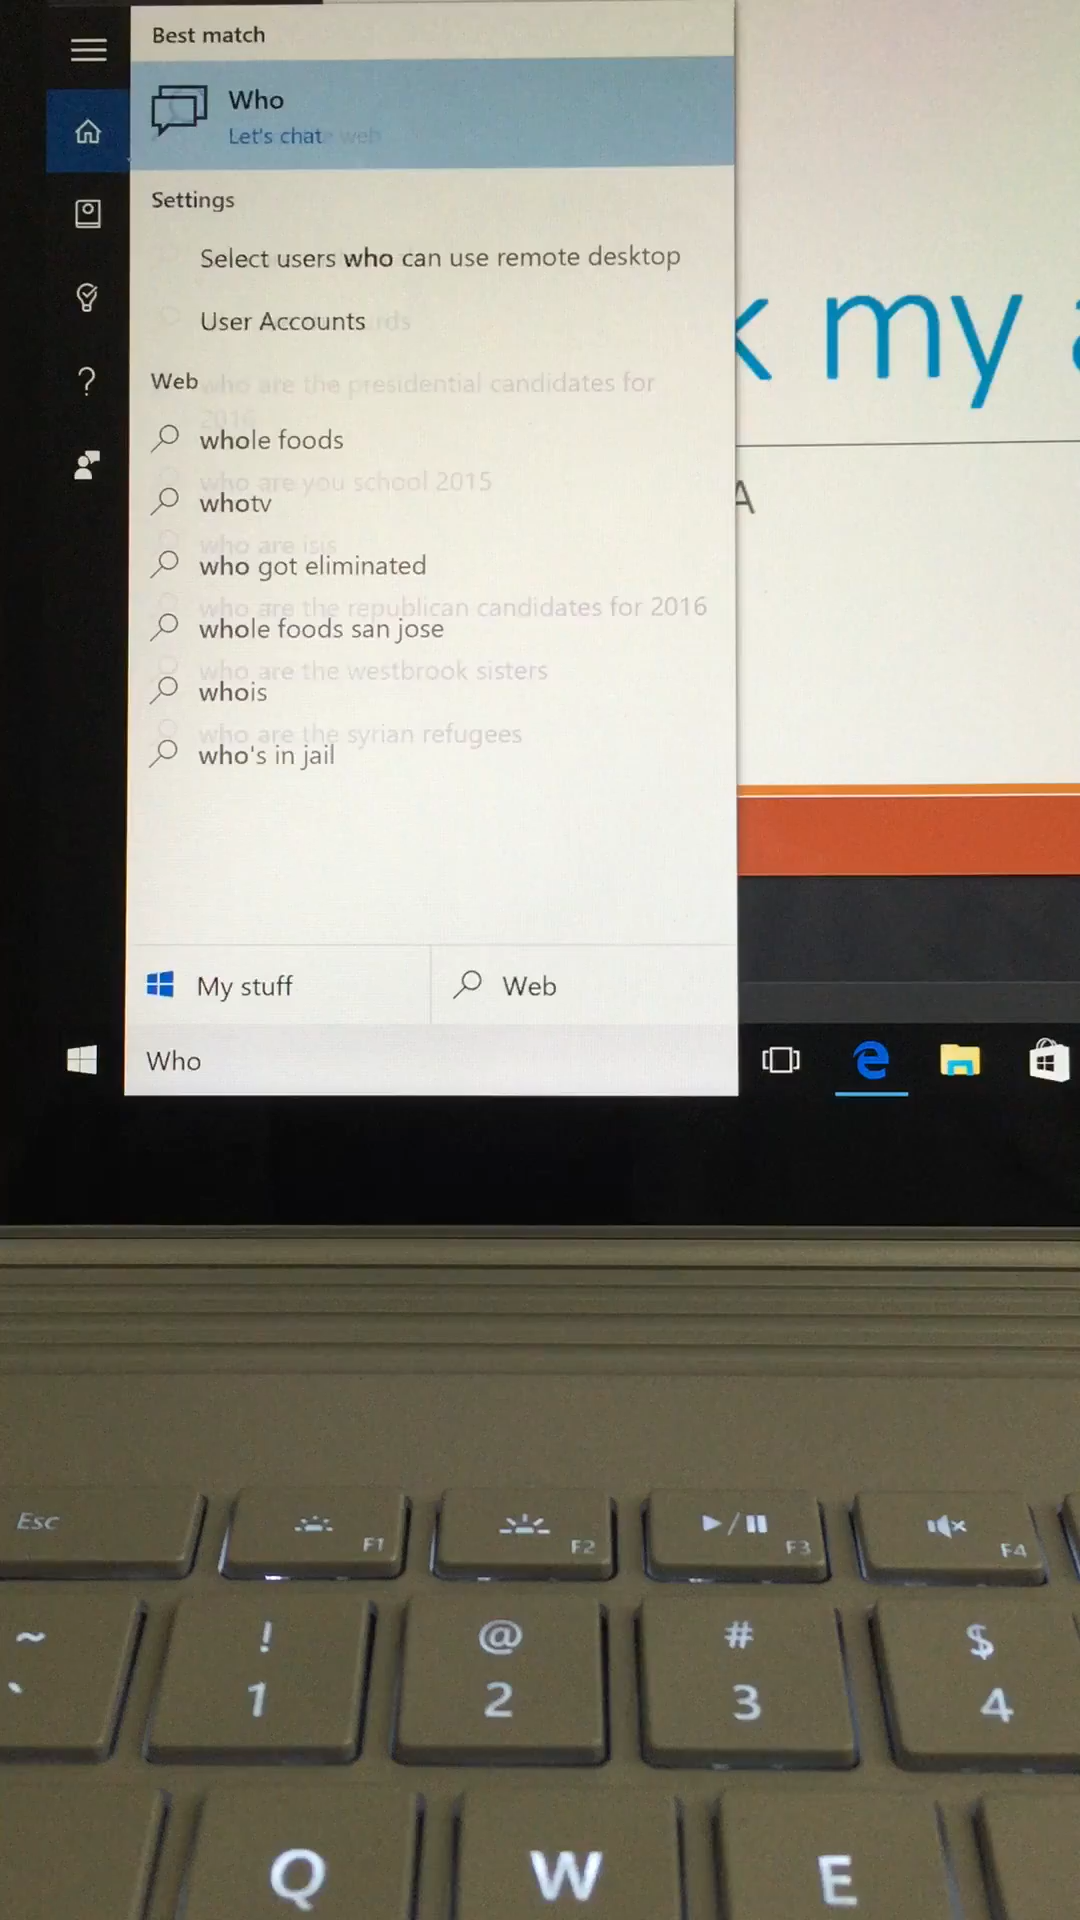 Best match
Who
Let's chat web
Settings
Select users who can use remote desktop
User Accounts
Web
who are the presidential candidates for
2016
whole foods
who are you school 2015
whotv
who are isis
who got eliminated
who are the republican candidates for 2016
whole foods san jose
who are the westbrook sisters
whois
who are the syrian refugees
who's in jail
My stuff
Web
Who
k my
A
Esc
F1
F2
F3
F4
~
`
!
1
@
2
#
3
$
4
Q
W
E